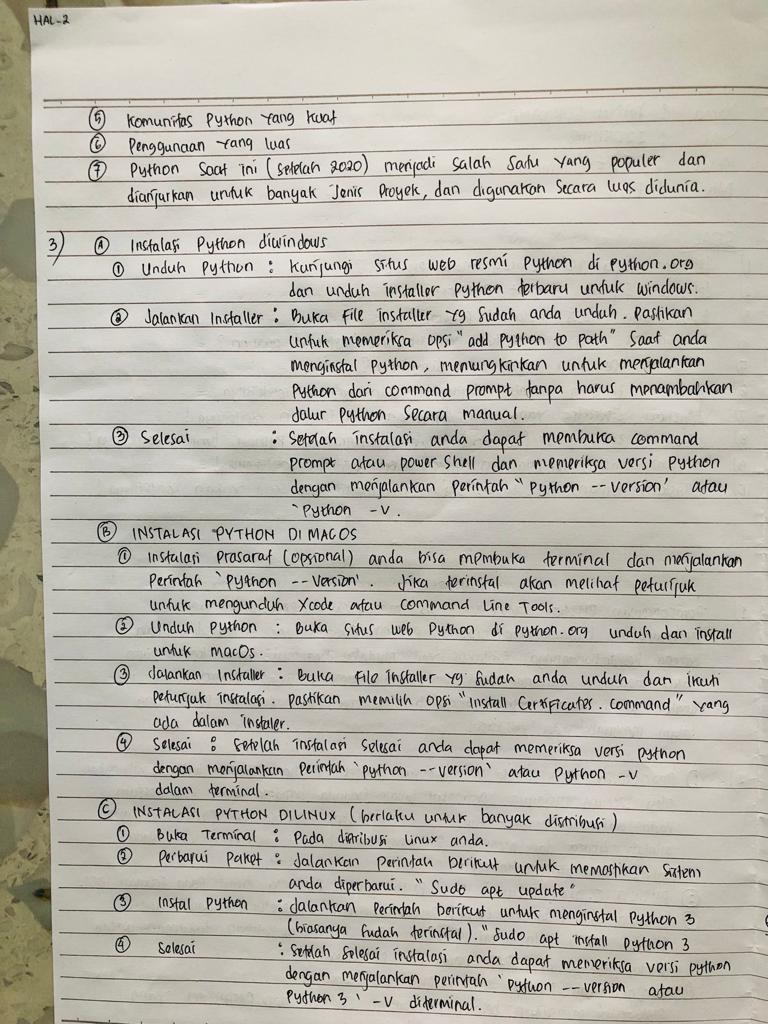 HAL-2
⑤ Komunitas Python yang kuat
⑥ Penggunaan yang luas
⑦ Python saat ini (setelah 2020) menjadi salah satu yang populer dan
dianjurkan untuk banyak Jenis Proyek, dan digunakan secara luas didunia.
3) Ⓐ Instalasi Python diwindows
① Unduh Python : Kunjungi situs web resmi Python di Python.org
dan unduh installer Python terbaru untuk windows.
② Jalankan Installer : Buka file installer yg sudah anda unduh. Pastikan
untuk memeriksa opsi "add Python to Path" saat anda
menginstal Python, memungkinkan untuk menjalankan
Python dari command prompt tanpa harus menambahkan
Jalur Python secara manual.
③ Selesai : Setelah instalasi anda dapat membuka command
prompt atau power shell dan memeriksa versi Python
dengan menjalankan perintah "Python --version' atau
'Python -V.
Ⓑ INSTALASI PYTHON DI MACOS
① Instalasi Prasarat (opsional) anda bisa membuka terminal dan menjalankan
Perintah 'Python --version'. Jika terinstal akan melihat petunjuk
untuk mengunduh Xcode atau Command Line Tools.
② Unduh Python : Buka situs web Python di Python.org unduh dan install
untuk macOs.
③ Jalankan Installer : Buka file installer yg sudah anda unduh dan ikuti
petunjuk instalasi. pastikan memilih opsi "Install Certificates.command" yang
ada dalam instaler.
④ Selesai : Setelah instalasi selesai anda dapat memeriksa versi python
dengan menjalankan Perintah 'python --version' atau Python -V
dalam terminal.
Ⓒ INSTALASI PYTHON DILINUX (berlaku untuk banyak distribusi)
① Buka Terminal : Pada distribusi Linux anda.
② Perbarui Paket : Jalankan perintah berikut untuk memastikan sistem
anda diperbarui. "Sudo apt update"
③ Instal Python : Jalankan Perintah berikut untuk menginstal Python 3
(biasanya sudah terinstal). "Sudo apt install Python 3
④ Selesai : Setelah selesai instalasi anda dapat memeriksa versi python
dengan menjalankan perintah 'python --version atau
Python 3 ' -V diterminal.